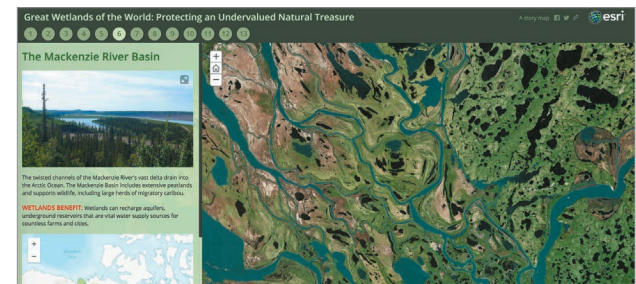 Great Wetlands of the World: Protecting an Undervalued Natural Treasure
A story map
esri
1 2 3 4 5 6 7 8 9 10 11 12 13
The Mackenzie River Basin
The twisted channels of the Mackenzie River's vast delta drain into
the Arctic Ocean. The Mackenzie Basin includes extensive peatlands
and supports wildlife, including large herds of migratory caribou.
WETLANDS BENEFIT: Wetlands can recharge aquifers,
underground reservoirs that are vital water supply sources for
countless farms and cities.